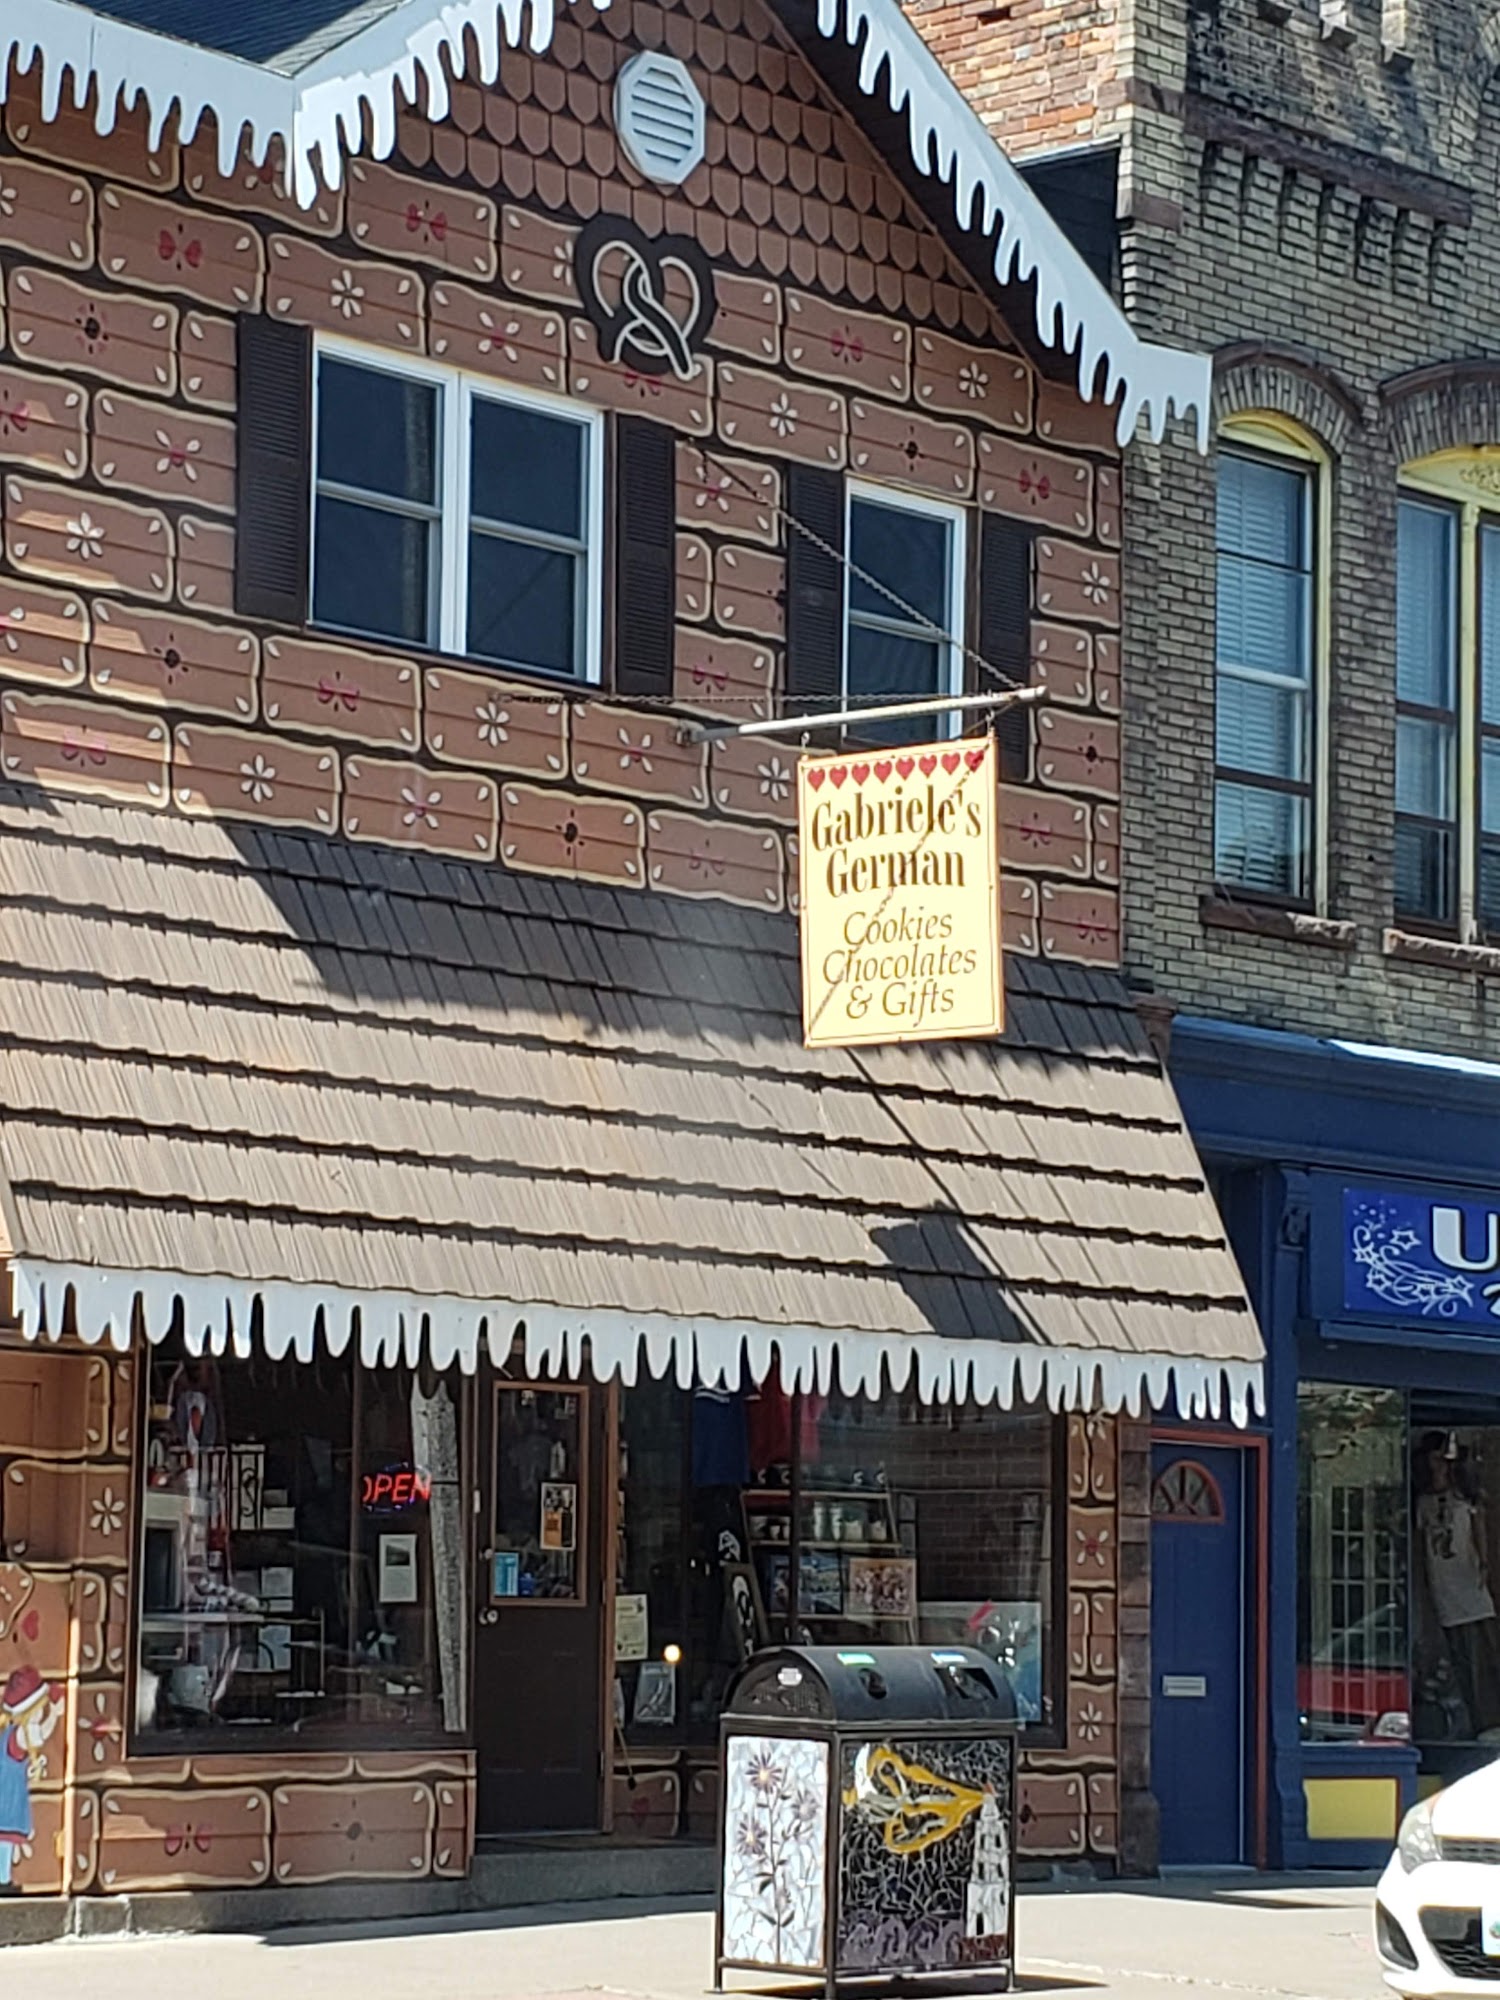 Gabriele's
German
Cookies
Chocolates
& Gifts
OPEN
U